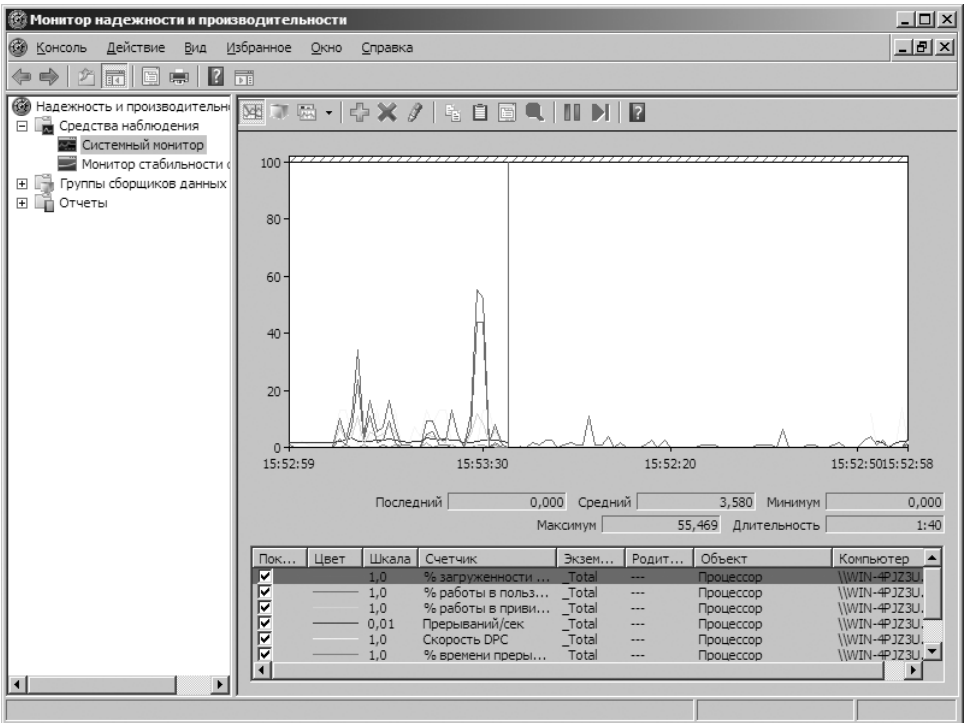 Монитор надежности и производительности
Консоль Действие Вид Избранное Окно Справка
Надежность и производительн
Средства наблюдения
Системный монитор
Монитор стабильности с
Группы сборщиков данных
Отчеты
100
80
60
40
20
0
15:52:59 15:53:30 15:52:20 15:52:50 15:52:58
Последний 0,000 Средний 3,580 Минимум 0,000
Максимум 55,469 Длительность 1:40
Пок... Цвет Шкала Счетчик Экзем... Родит... Объект Компьютер
1,0 % загруженности ... _Total --- Процессор \\WIN-4PJZ3U.
1,0 % работы в польз... _Total --- Процессор \\WIN-4PJZ3U.
1,0 % работы в приви... _Total --- Процессор \\WIN-4PJZ3U.
0,01 Прерываний/сек _Total --- Процессор \\WIN-4PJZ3U.
1,0 Скорость DPC _Total --- Процессор \\WIN-4PJZ3U.
1,0 % времени преры... _Total --- Процессор \\WIN-4PJZ3U.